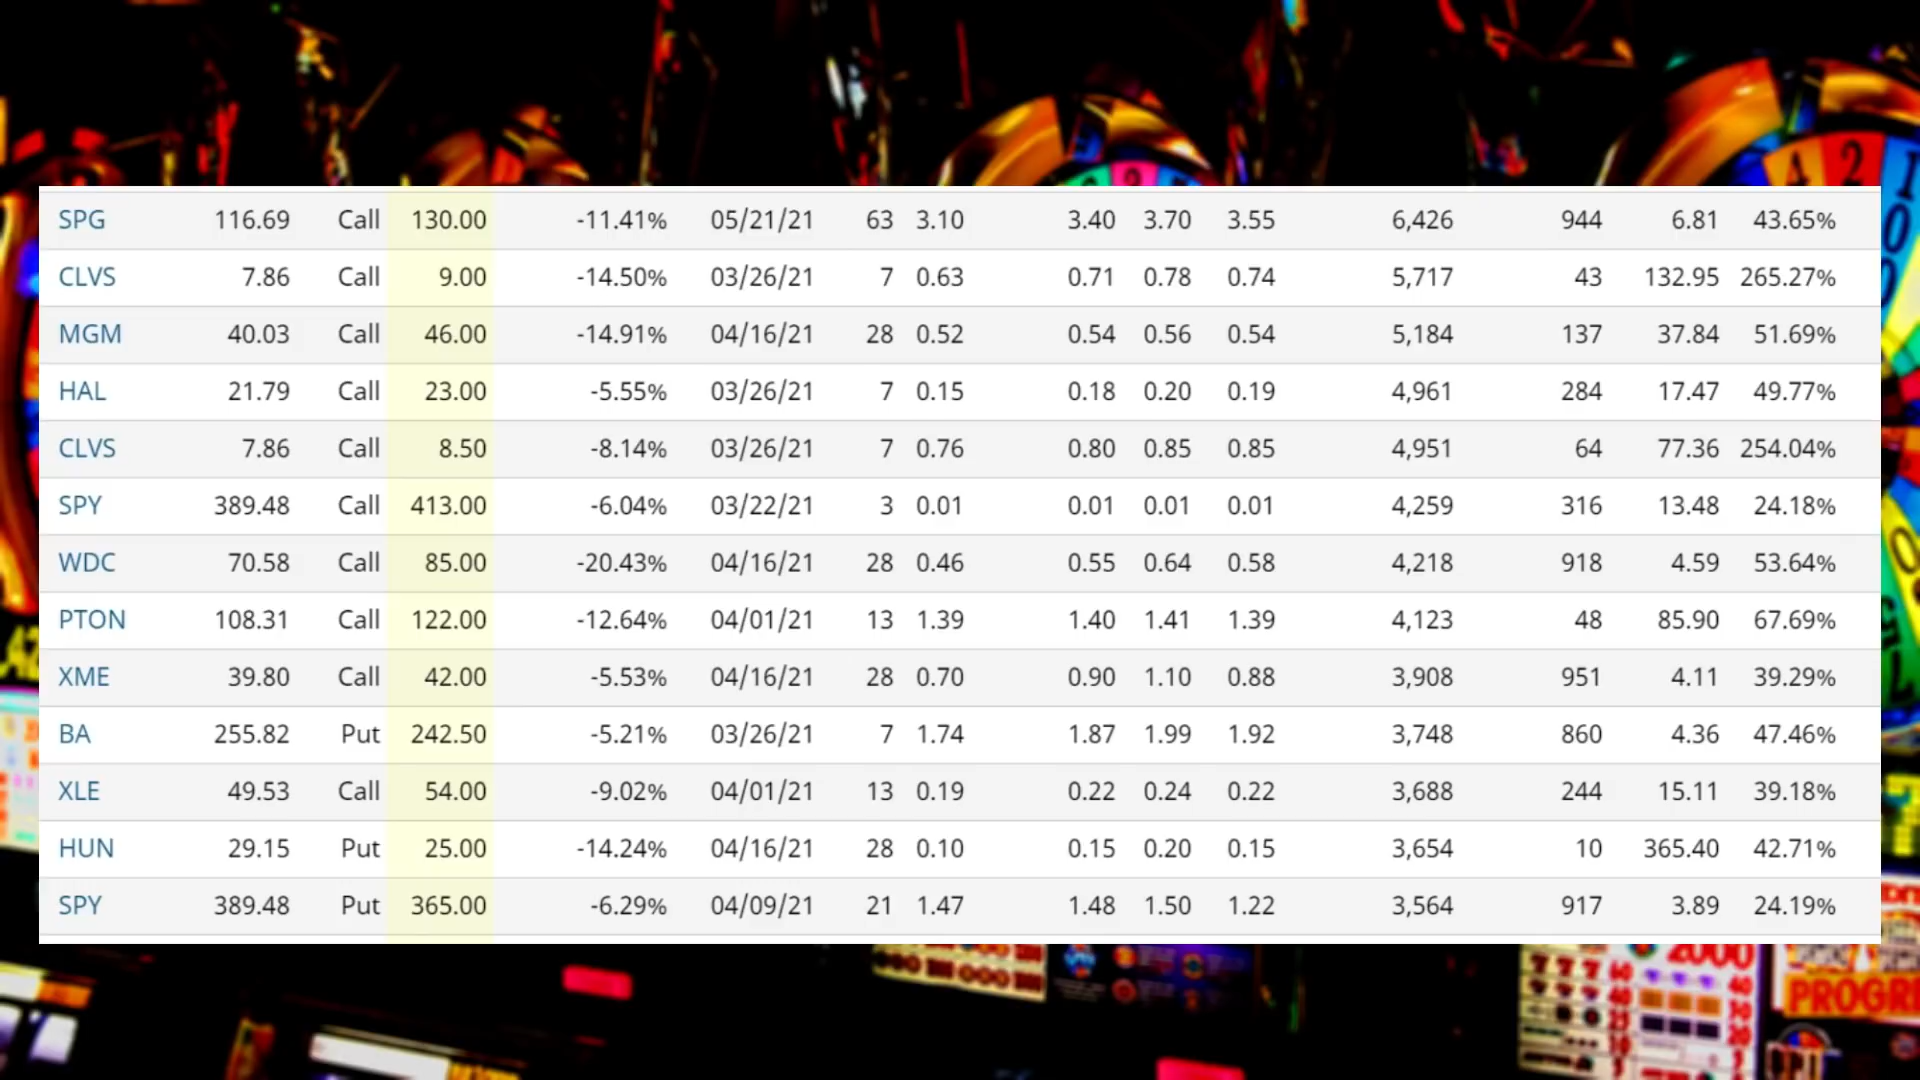 4 2 1
0
2
SPG 116.69 Call 130.00 -11.41% 05/21/21 63 3.10 3.40 3.70 3.55 6,426 944 6.81 43.65%
CLVS 7.86 Call 9.00 -14.50% 03/26/21 7 0.63 0.71 0.78 0.74 5,717 43 132.95 265.27%
MGM 40.03 Call 46.00 -14.91% 04/16/21 28 0.52 0.54 0.56 0.54 5,184 137 37.84 51.69%
HAL 21.79 Call 23.00 -5.55% 03/26/21 7 0.15 0.18 0.20 0.19 4,961 284 17.47 49.77%
CLVS 7.86 Call 8.50 -8.14% 03/26/21 7 0.76 0.80 0.85 0.85 4,951 64 77.36 254.04%
SPY 389.48 Call 413.00 -6.04% 03/22/21 3 0.01 0.01 0.01 0.01 4,259 316 13.48 24.18%
WDC 70.58 Call 85.00 -20.43% 04/16/21 28 0.46 0.55 0.64 0.58 4,218 918 4.59 53.64%
PTON 108.31 Call 122.00 -12.64% 04/01/21 13 1.39 1.40 1.41 1.39 4,123 48 85.90 67.69%
XME 39.80 Call 42.00 -5.53% 04/16/21 28 0.70 0.90 1.10 0.88 3,908 951 4.11 39.29%
BA 255.82 Put 242.50 -5.21% 03/26/21 7 1.74 1.87 1.99 1.92 3,748 860 4.36 47.46%
XLE 49.53 Call 54.00 -9.02% 04/01/21 13 0.19 0.22 0.24 0.22 3,688 244 15.11 39.18%
HUN 29.15 Put 25.00 -14.24% 04/16/21 28 0.10 0.15 0.20 0.15 3,654 10 365.40 42.71%
SPY 389.48 Put 365.00 -6.29% 04/09/21 21 1.47 1.48 1.50 1.22 3,564 917 3.89 24.19%
2000
PROGR